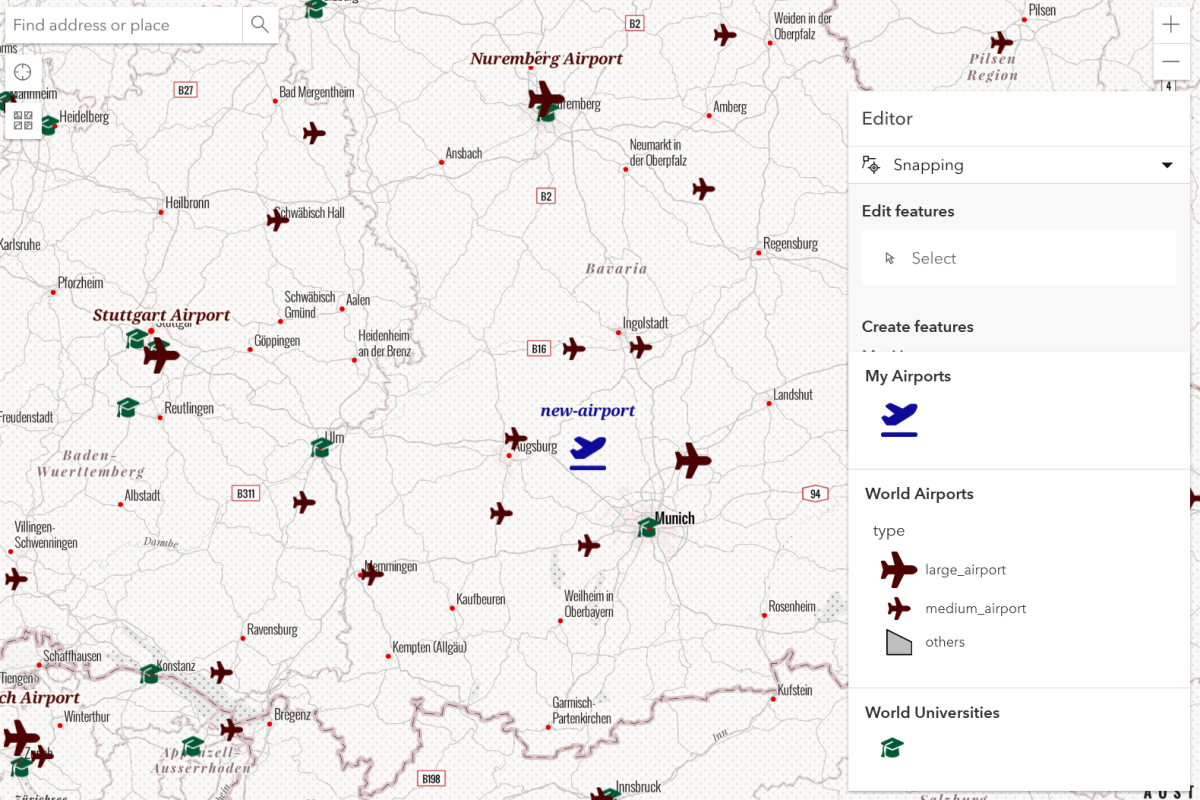 Find address or place
Pilsen
Weiden in der
Oberpfalz
B2
Nuremberg Airport
Pilsen
Region
4
B27
Bad Mergentheim
Heidelberg
Amberg
Editor
Ansbach
Neumarkt in
der Oberpfalz
Snapping
B2
Heilbronn
Schwäbisch Hall
Edit features
Karlsruhe
Regensburg
Select
Bavaria
Pforzheim
Schwäbisch
Gmünd
Aalen
Stuttgart Airport
Ingolstadt
Create features
Göppingen
Heidenheim
an der Brenz
B16
My Airports
Landshut
Reutlingen
new-airport
Freudenstadt
Ulm
Augsburg
Baden-
Wuerttemberg
B311
94
World Airports
Albstadt
Munich
type
Villingen-
Schwenningen
Danube
large_airport
Memmingen
Kaufbeuren
Weilheim in
Oberbayern
Rosenheim
medium_airport
Ravensburg
Kempten (Allgäu)
others
Schaffhausen
Konstanz
Tiengen
Kufstein
ch Airport
Winterthur
Bregenz
Garmisch-
Partenkirchen
World Universities
Inn
Appenzell-
Ausserrhoden
B198
Innsbruck
Zürichsee
Salzburg
AUST